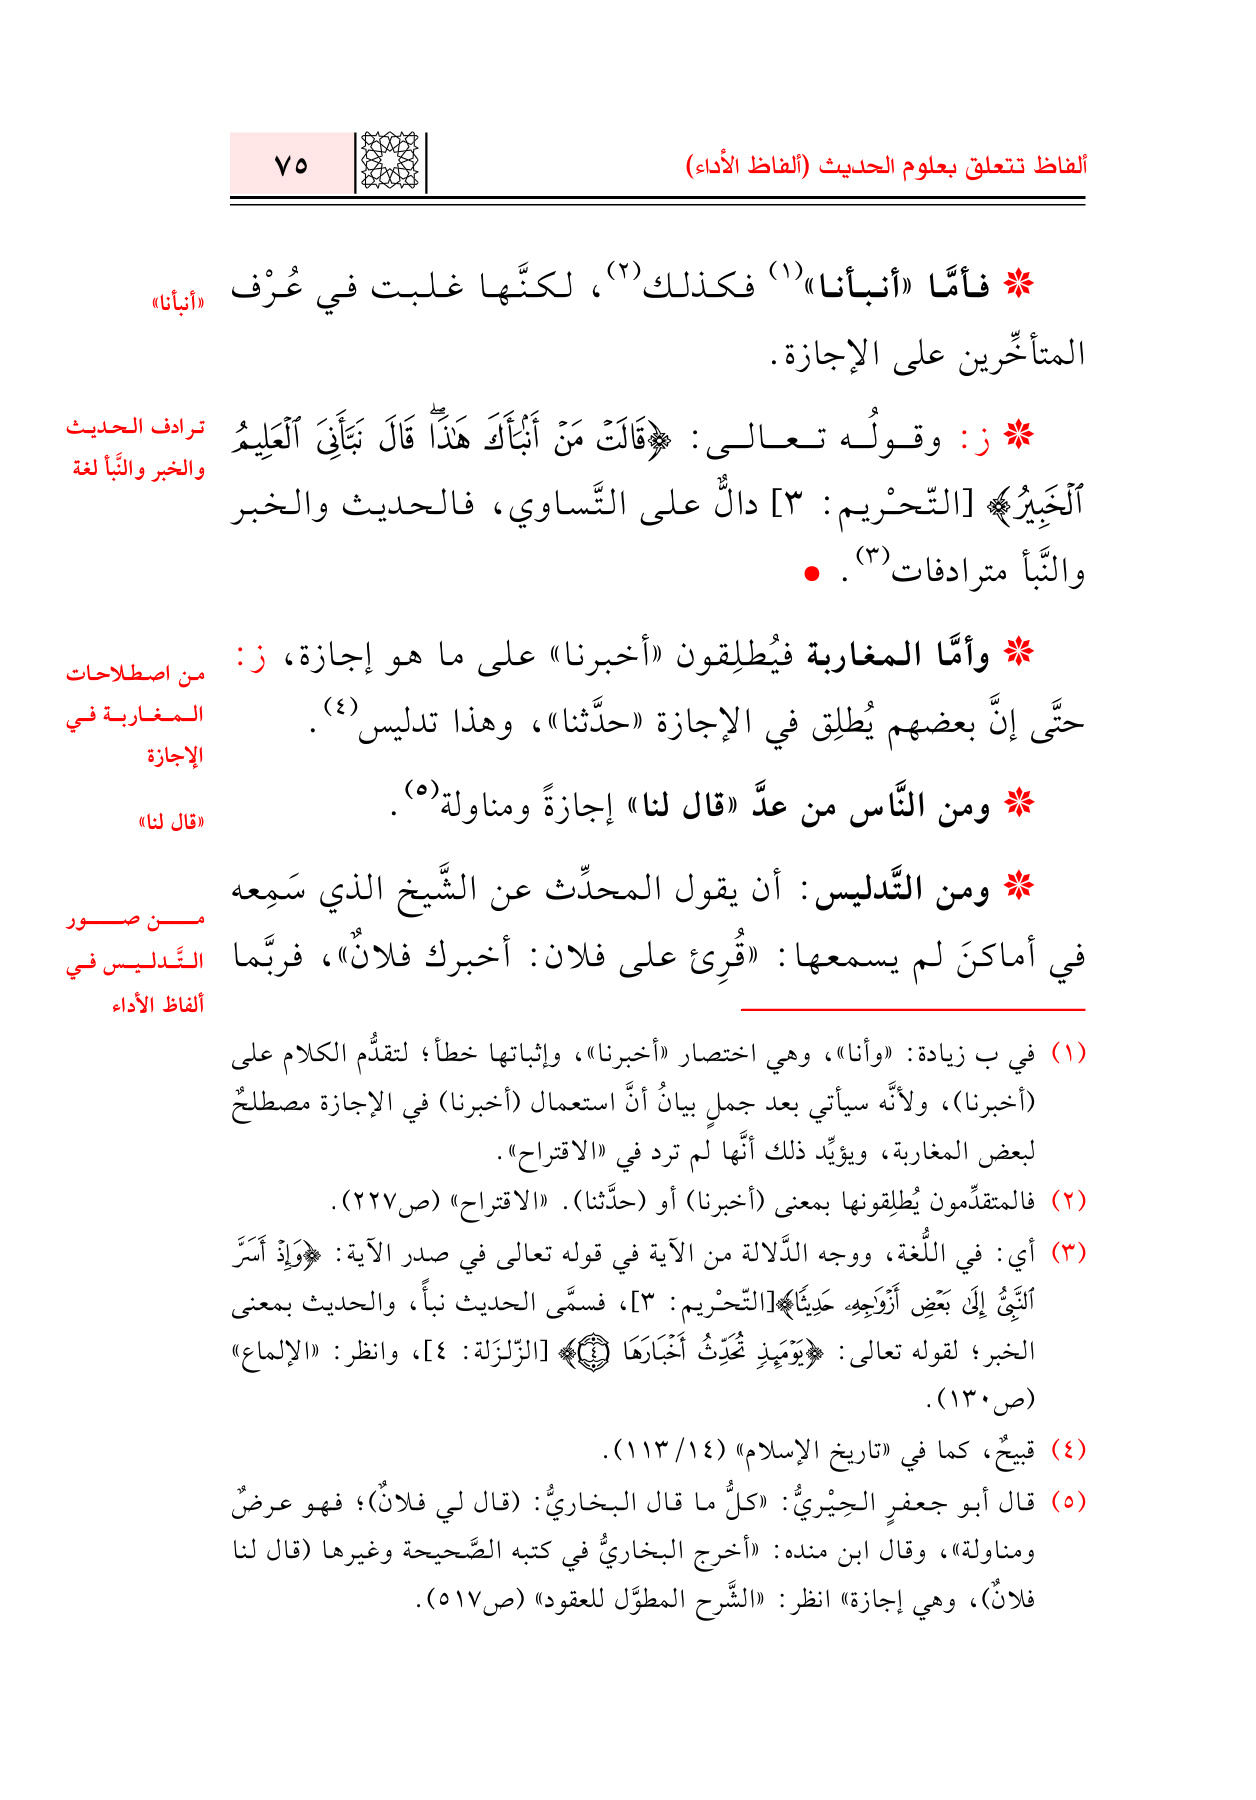 ألفاظ تتعلق بعلوم الحديث (ألفاظ الأداء)
٧٥
فأمَّا «أنبأنا»(١) فكذلك(٢)، لكنَّها غلبت في عُرْف
المتأخِّرين على الإجازة.
«أنبأنا»
ز: وقولُه تعالى: ﴿قَالَتۡ مَنۡ أَنۢبَأَكَ هَٰذَاۖ قَالَ نَبَّأَنِيَ ٱلۡعَلِيمُ
ٱلۡخَبِيرُ﴾ [التّحْريم: ٣] دالٌّ على التَّساوي، فالحديث والخبر
والنَّبأ مترادفات(٣). •
ترادف الحديث
والخبر والنَّبأ لغة
وأمَّا المغاربة فيُطلِقون «أخبرنا» على ما هو إجازة، ز:
حتَّى إنَّ بعضهم يُطلِق في الإجازة «حدَّثنا»، وهذا تدليس(٤).
من اصطلاحات
المغاربة في
الإجازة
ومن النَّاس من عدَّ «قال لنا» إجازةً ومناولة(٥).
«قال لنا»
ومن التَّدليس: أن يقول المحدِّث عن الشَّيخ الذي سَمِعه
في أماكنَ لم يسمعها: «قُرِئ على فلان: أخبرك فلانٌ»، فربَّما
من صور
التَّدليس في
ألفاظ الأداء
(١) في ب زيادة: «وأنا»، وهي اختصار «أخبرنا»، وإثباتها خطأ؛ لتقدُّم الكلام على
(أخبرنا)، ولأنَّه سيأتي بعد جملٍ بيانُ أنَّ استعمال (أخبرنا) في الإجازة مصطلحٌ
لبعض المغاربة، ويؤيِّد ذلك أنَّها لم ترد في «الاقتراح».
(٢) فالمتقدِّمون يُطلِقونها بمعنى (أخبرنا) أو (حدَّثنا). «الاقتراح» (ص٢٢٧).
(٣) أي: في اللُّغة، ووجه الدَّلالة من الآية في قوله تعالى في صدر الآية: ﴿وَإِذۡ أَسَرَّ
ٱلنَّبِيُّ إِلَىٰ بَعۡضِ أَزۡوَٰجِهِۦ حَدِيثٗا﴾[التّحْريم: ٣]، فسمَّى الحديث نبأً، والحديث بمعنى
الخبر؛ لقوله تعالى: ﴿يَوۡمَئِذٖ تُحَدِّثُ أَخۡبَارَهَا ٤﴾ [الزّلزَلة: ٤]، وانظر: «الإلماع»
(ص١٣٠).
(٤) قبيحٌ، كما في «تاريخ الإسلام» (١١٣/١٤).
(٥) قال أبو جعفرٍ الحِيْريُّ: «كلُّ ما قال البخاريُّ: (قال لي فلانٌ)؛ فهو عرضٌ
ومناولة»، وقال ابن منده: «أخرج البخاريُّ في كتبه الصَّحيحة وغيرها (قال لنا
فلانٌ)، وهي إجازة» انظر: «الشَّرح المطوَّل للعقود» (ص٥١٧).